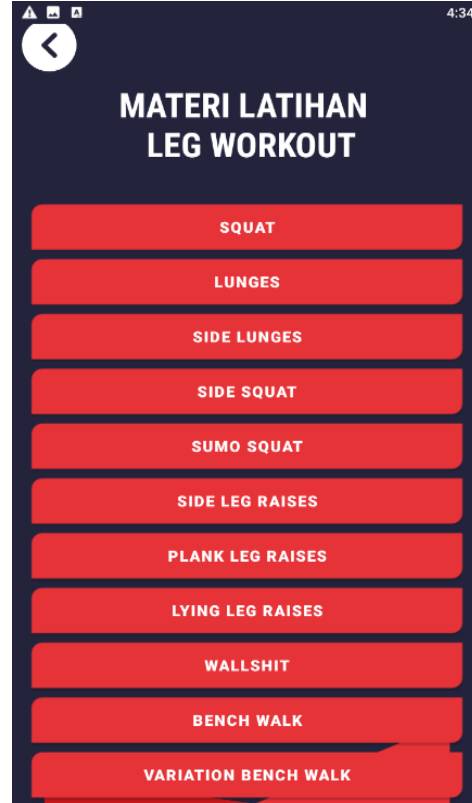 4:34
MATERI LATIHAN
LEG WORKOUT
SQUAT
LUNGES
SIDE LUNGES
SIDE SQUAT
SUMO SQUAT
SIDE LEG RAISES
PLANK LEG RAISES
LYING LEG RAISES
WALLSHIT
BENCH WALK
VARIATION BENCH WALK